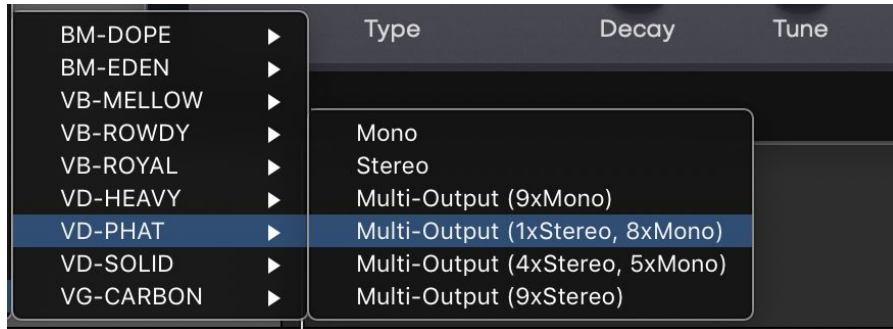 Type Decay Tune
BM-DOPE
BM-EDEN
VB-MELLOW
VB-ROWDY
VB-ROYAL
VD-HEAVY
VD-PHAT
VD-SOLID
VG-CARBON
Mono
Stereo
Multi-Output (9xMono)
Multi-Output (1xStereo, 8xMono)
Multi-Output (4xStereo, 5xMono)
Multi-Output (9xStereo)